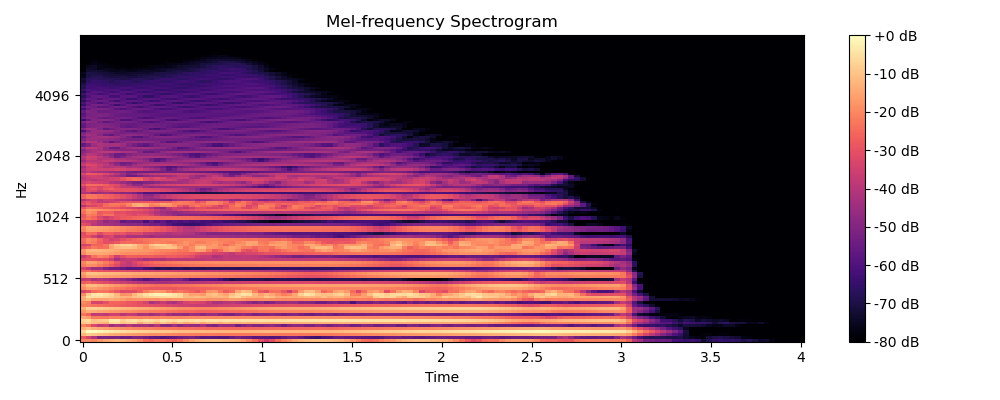 Mel-frequency Spectrogram
Hz
4096
2048
1024
512
0
0
0.5
1
1.5
2
2.5
3
3.5
4
Time
+0 dB
-10 dB
-20 dB
-30 dB
-40 dB
-50 dB
-60 dB
-70 dB
-80 dB